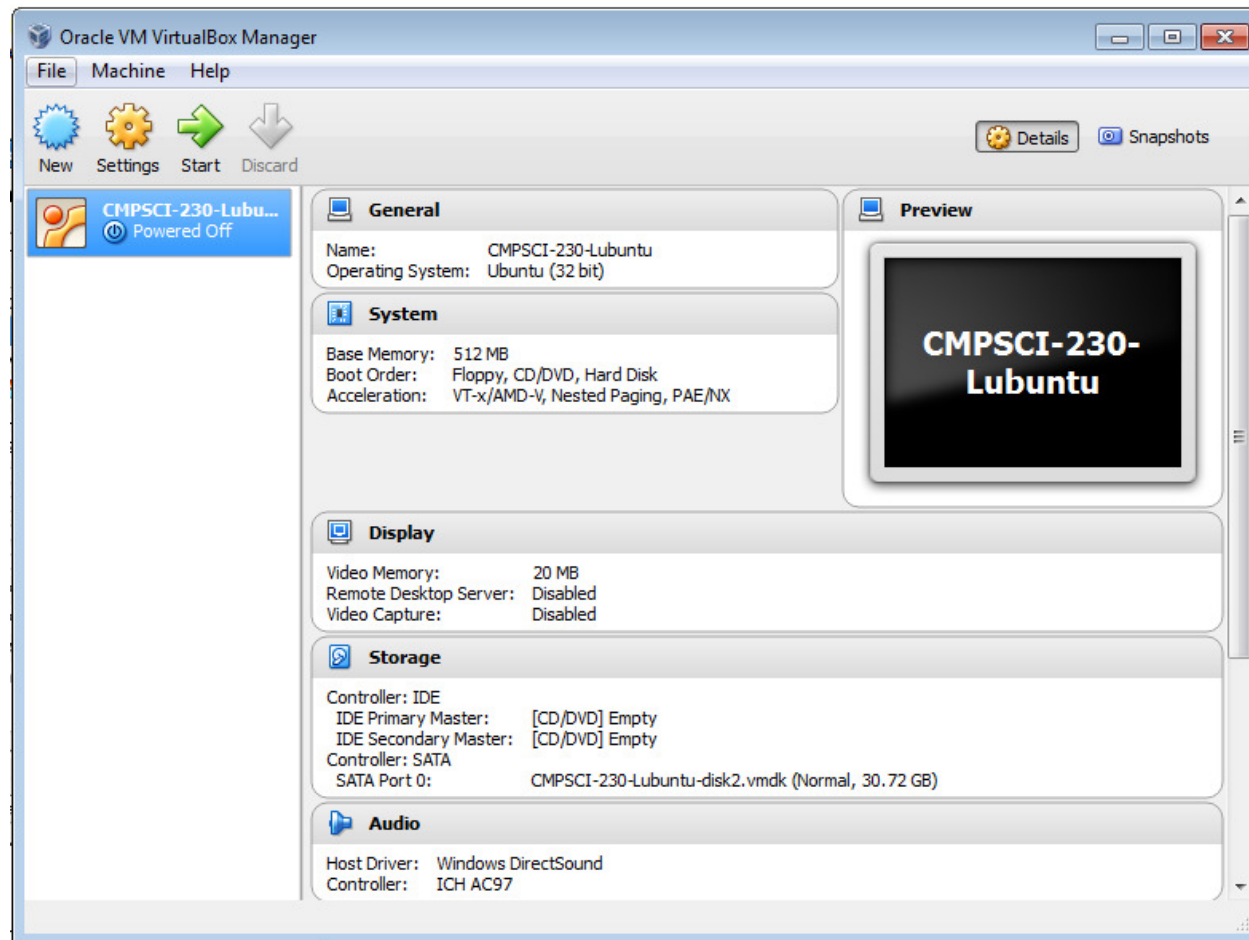 Oracle VM VirtualBox Manager
File Machine Help
New Settings Start Discard
Details Snapshots
CMPSCI-230-Lubu...
Powered Off
General
Name: CMPSCI-230-Lubuntu
Operating System: Ubuntu (32 bit)
System
Base Memory: 512 MB
Boot Order: Floppy, CD/DVD, Hard Disk
Acceleration: VT-x/AMD-V, Nested Paging, PAE/NX
Preview
CMPSCI-230-
Lubuntu
Display
Video Memory: 20 MB
Remote Desktop Server: Disabled
Video Capture: Disabled
Storage
Controller: IDE
IDE Primary Master: [CD/DVD] Empty
IDE Secondary Master: [CD/DVD] Empty
Controller: SATA
SATA Port 0: CMPSCI-230-Lubuntu-disk2.vmdk (Normal, 30.72 GB)
Audio
Host Driver: Windows DirectSound
Controller: ICH AC97